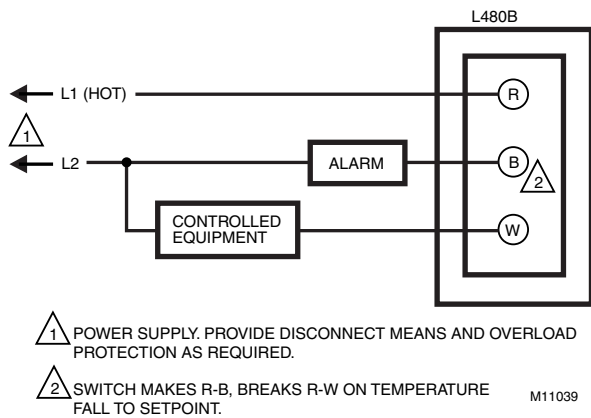 L480B
L1 (HOT)
R
1
L2
ALARM
B
2
CONTROLLED
EQUIPMENT
W
1 POWER SUPPLY. PROVIDE DISCONNECT MEANS AND OVERLOAD
PROTECTION AS REQUIRED.
2 SWITCH MAKES R-B, BREAKS R-W ON TEMPERATURE
FALL TO SETPOINT.
M11039